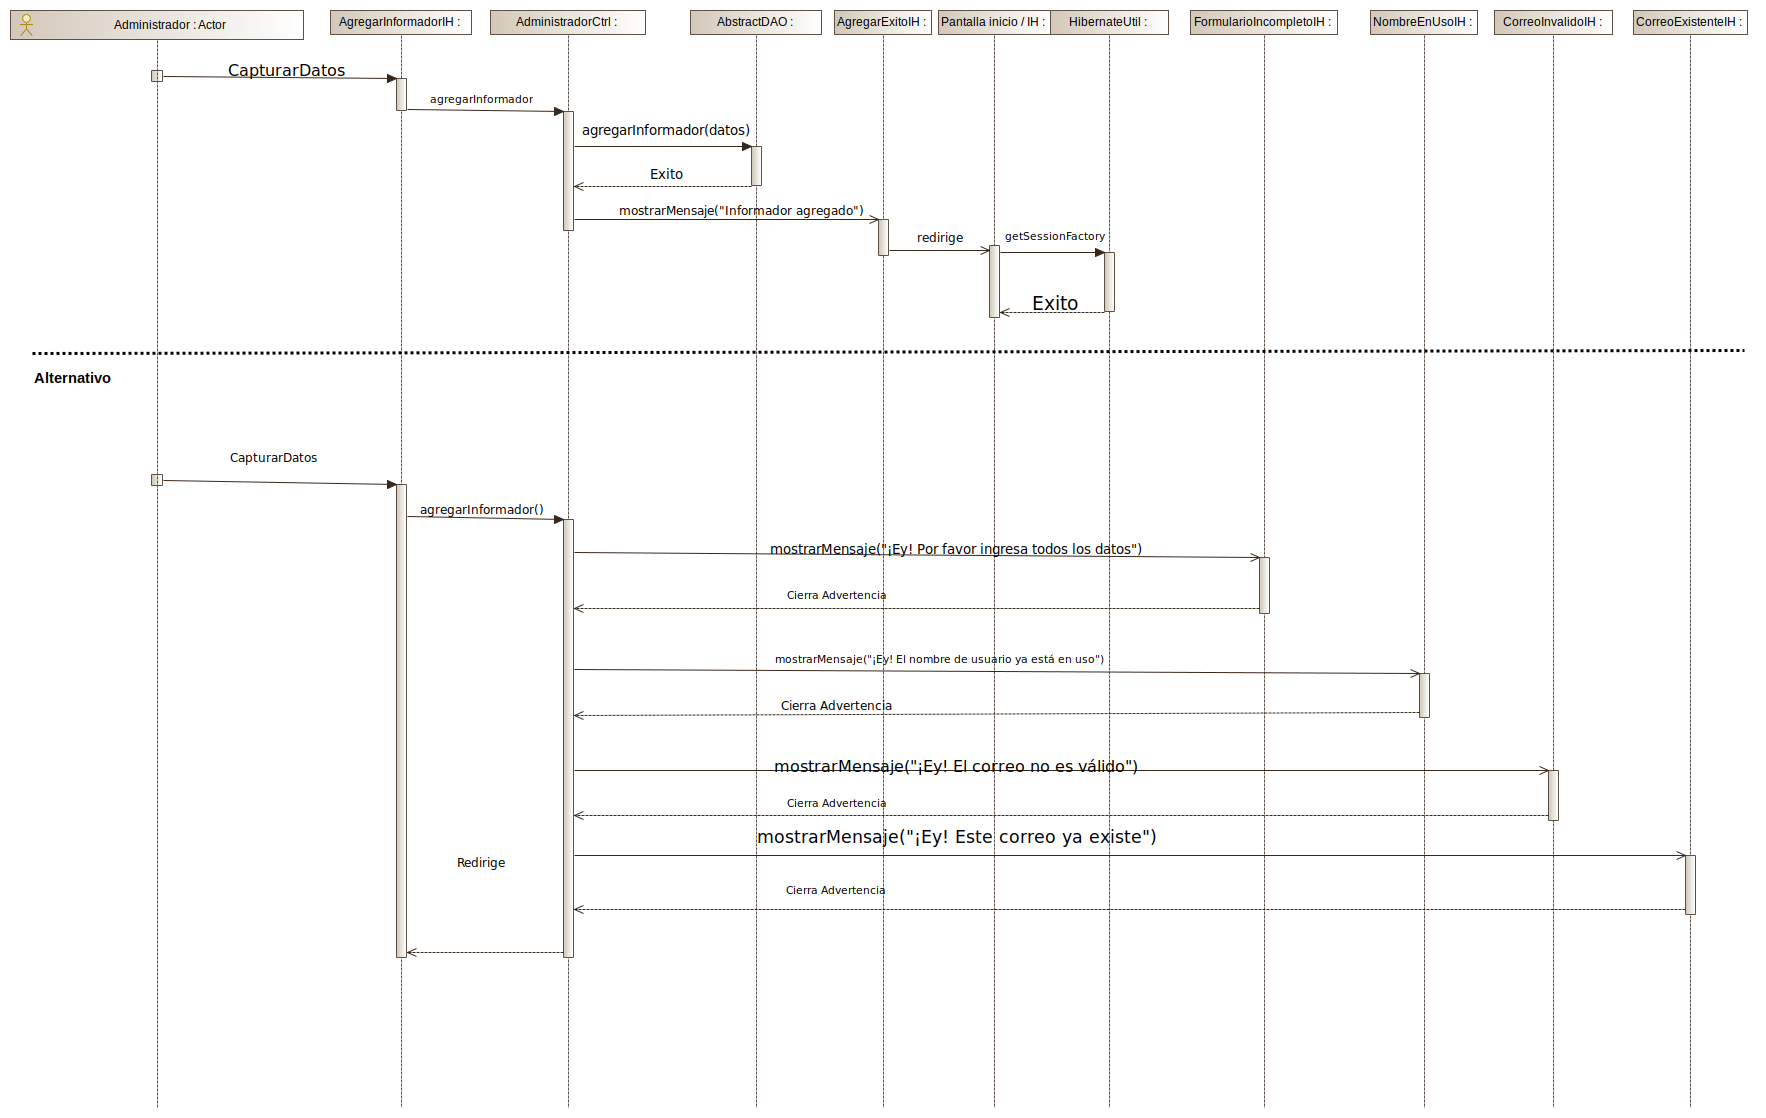 Administrador : Actor
AgregarInformadorIH :
AdministradorCtrl :
AbstractDAO :
AgregarExitoIH :
Pantalla inicio / IH :
HibernateUtil :
FormularioIncompletoIH :
NombreEnUsoIH :
CorreoInvalidoIH :
CorreoExistenteIH :
CapturarDatos
agregarInformador
agregarInformador(datos)
Exito
mostrarMensaje("Informador agregado")
redirige
getSessionFactory
Exito
Alternativo
CapturarDatos
agregarInformador()
mostrarMensaje("¡Ey! Por favor ingresa todos los datos")
Cierra Advertencia
mostrarMensaje("¡Ey! El nombre de usuario ya está en uso")
Cierra Advertencia
mostrarMensaje("¡Ey! El correo no es válido")
Cierra Advertencia
mostrarMensaje("¡Ey! Este correo ya existe")
Redirige
Cierra Advertencia